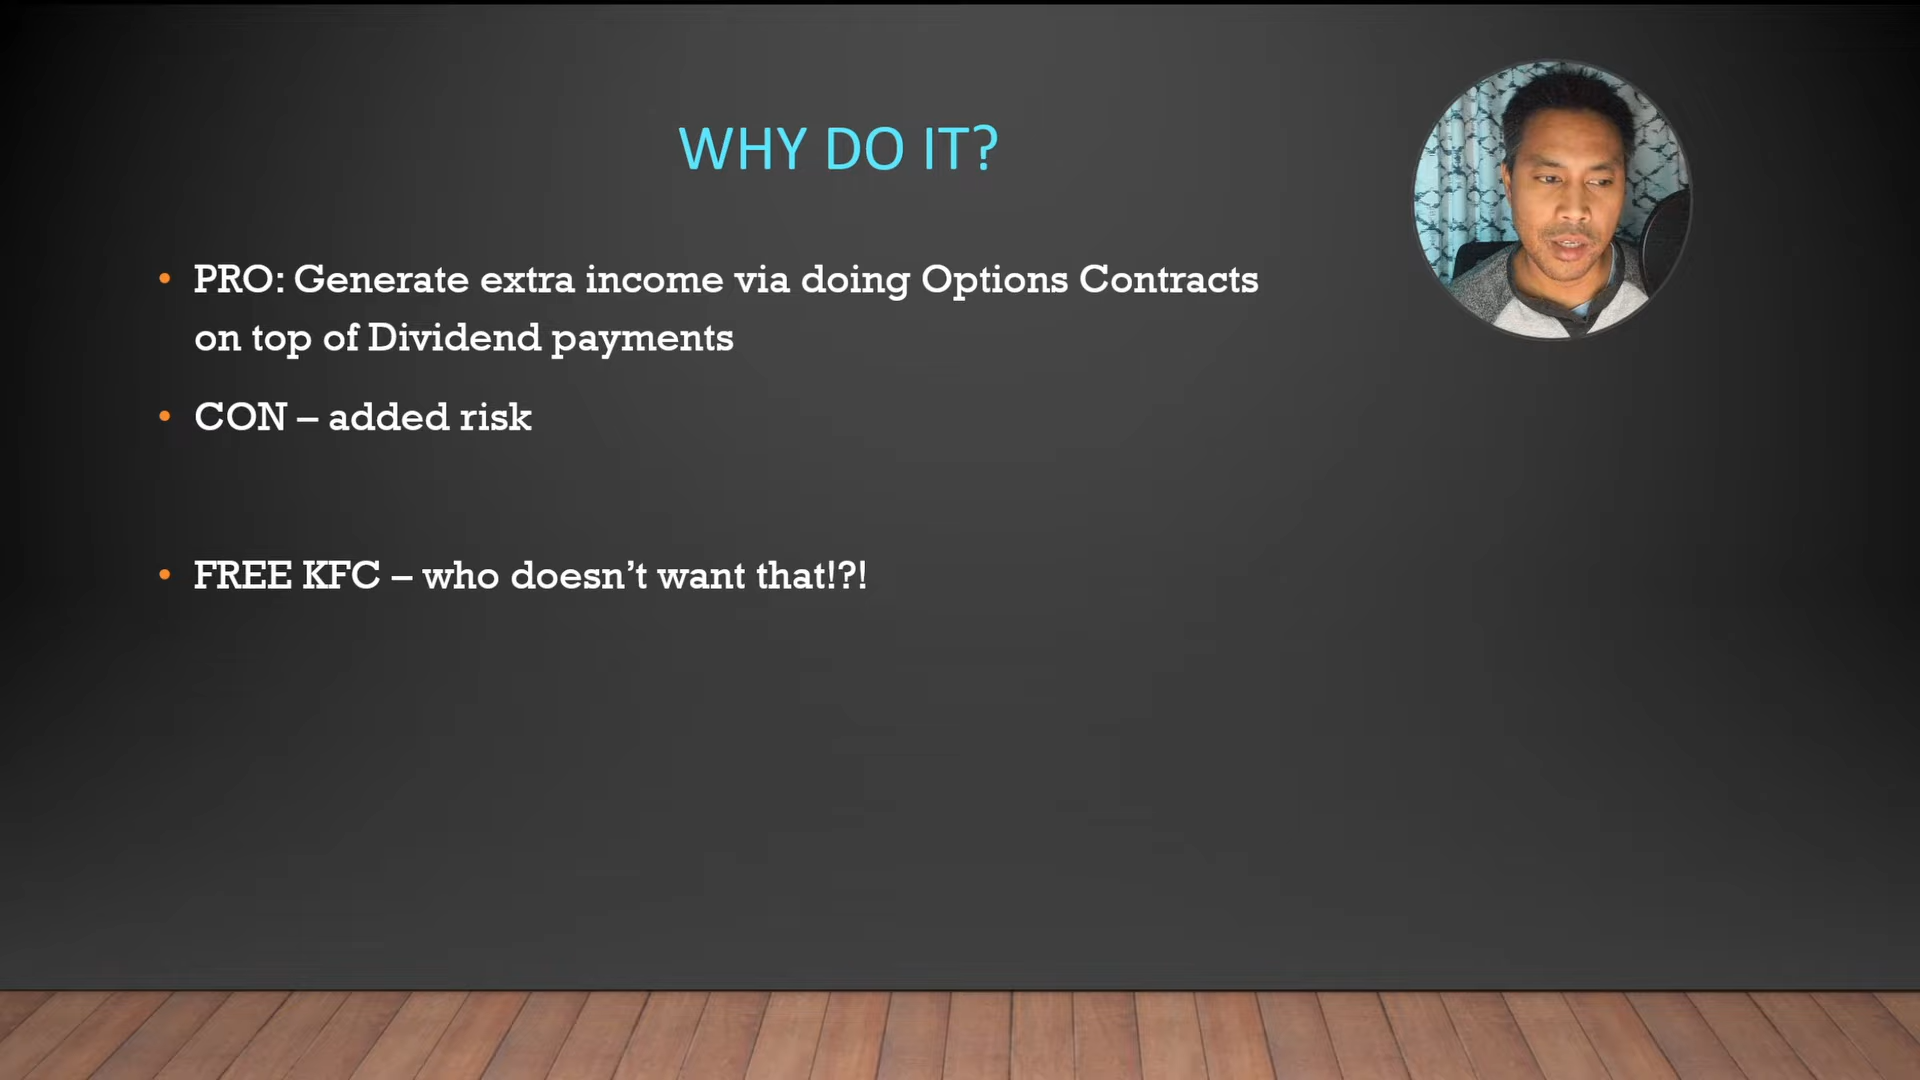 WHY DO IT?
• PRO: Generate extra income via doing Options Contracts
on top of Dividend payments
• CON – added risk
• FREE KFC – who doesn’t want that!?!